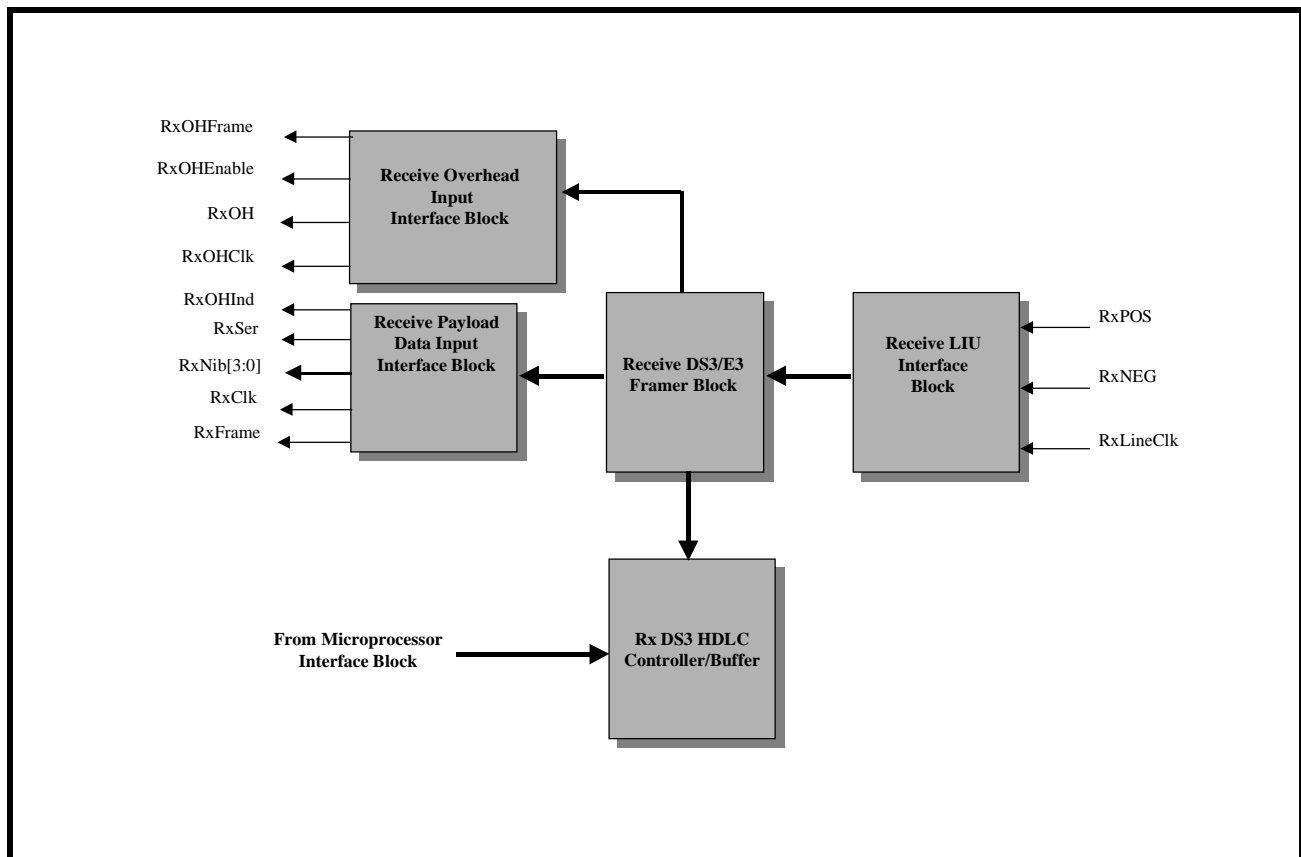 RxOHFrame
RxOHEnable
RxOH
RxOHClk
RxOHInd
RxSer
RxNib[3:0]
RxClk
RxFrame
Receive Overhead
Input
Interface Block
Receive Payload
Data Input
Interface Block
Receive DS3/E3
Framer Block
Receive LIU
Interface
Block
RxPOS
RxNEG
RxLineClk
From Microprocessor
Interface Block
Rx DS3 HDLC
Controller/Buffer